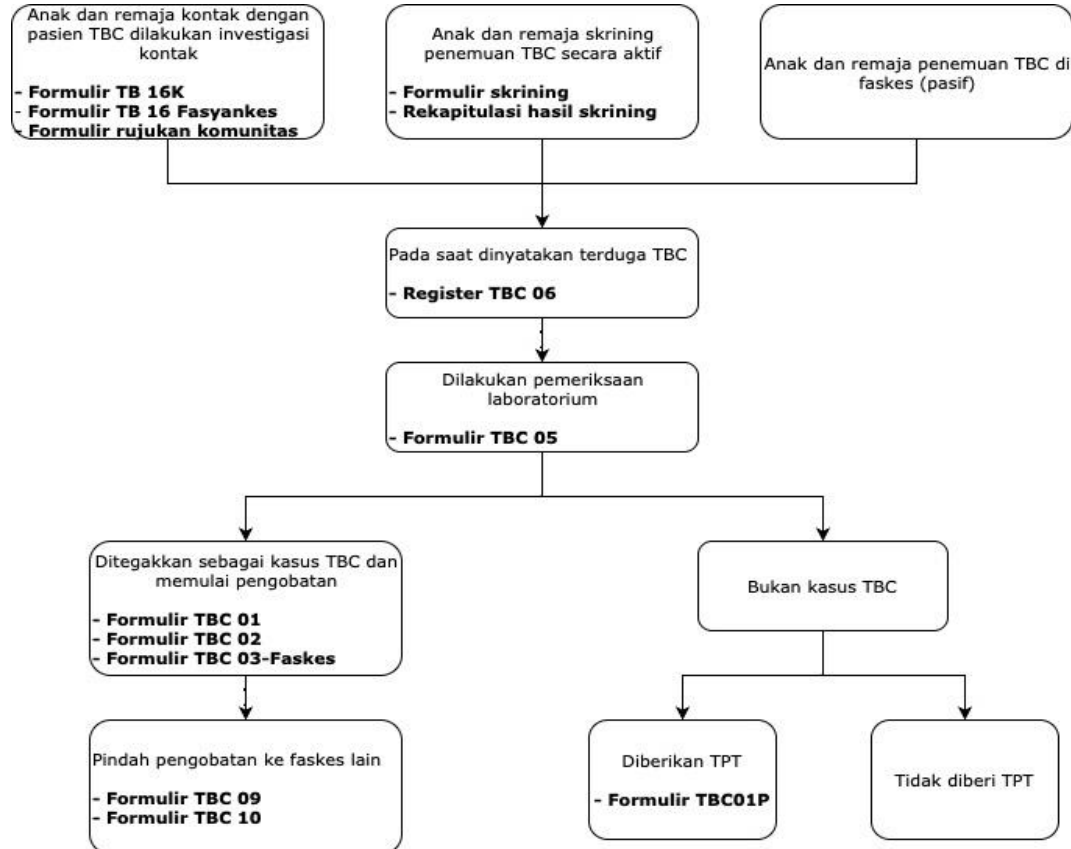 Anak dan remaja kontak dengan
pasien TBC dilakukan investigasi
kontak
- Formulir TB 16K
- Formulir TB 16 Fasyankes
- Formulir rujukan komunitas
Anak dan remaja skrining
penemuan TBC secara aktif
- Formulir skrining
- Rekapitulasi hasil skrining
Anak dan remaja penemuan TBC di
faskes (pasif)
Pada saat dinyatakan terduga TBC
- Register TBC 06
Dilakukan pemeriksaan
laboratorium
- Formulir TBC 05
Ditegakkan sebagai kasus TBC dan
memulai pengobatan
- Formulir TBC 01
- Formulir TBC 02
- Formulir TBC 03-Faskes
Bukan kasus TBC
Pindah pengobatan ke faskes lain
- Formulir TBC 09
- Formulir TBC 10
Diberikan TPT
- Formulir TBC01P
Tidak diberi TPT